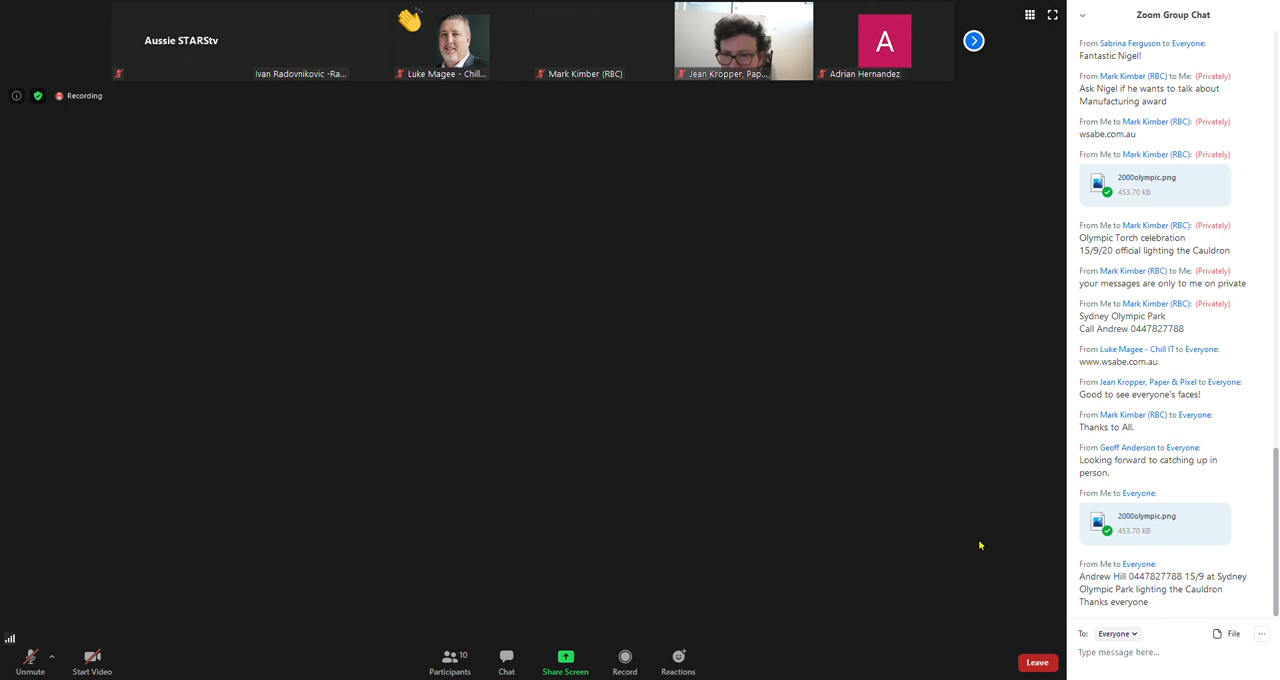 Aussie STARStv
Ivan Radovnikovic -Ra...
Luke Magee - Chill...
Mark Kimber (RBC)
Jean Kropper, Pap...
A
Adrian Hernandez
Recording
Zoom Group Chat
From Sabrina Ferguson to Everyone:
Fantastic Nigel!
From Mark Kimber (RBC) to Me: (Privately)
Ask Nigel if he wants to talk about
Manufacturing award
From Me to Mark Kimber (RBC): (Privately)
wsabe.com.au
From Me to Mark Kimber (RBC): (Privately)
2000olympic.png
453.70 KB
From Me to Mark Kimber (RBC): (Privately)
Olympic Torch celebration
15/9/20 official lighting the Cauldron
From Mark Kimber (RBC) to Me: (Privately)
your messages are only to me on private
From Me to Mark Kimber (RBC): (Privately)
Sydney Olympic Park
Call Andrew 0447827788
From Luke Magee - Chill IT to Everyone:
www.wsabe.com.au
From Jean Kropper, Paper & Pixel to Everyone:
Good to see everyone's faces!
From Mark Kimber (RBC) to Everyone:
Thanks to All.
From Geoff Anderson to Everyone:
Looking forward to catching up in
person.
From Me to Everyone:
2000olympic.png
453.70 KB
From Me to Everyone:
Andrew Hill 0447827788 15/9 at Sydney
Olympic Park lighting the Cauldron
Thanks everyone
To: Everyone
File
Type message here...
Unmute
Start Video
Participants 10
Chat
Share Screen
Record
Reactions
Leave